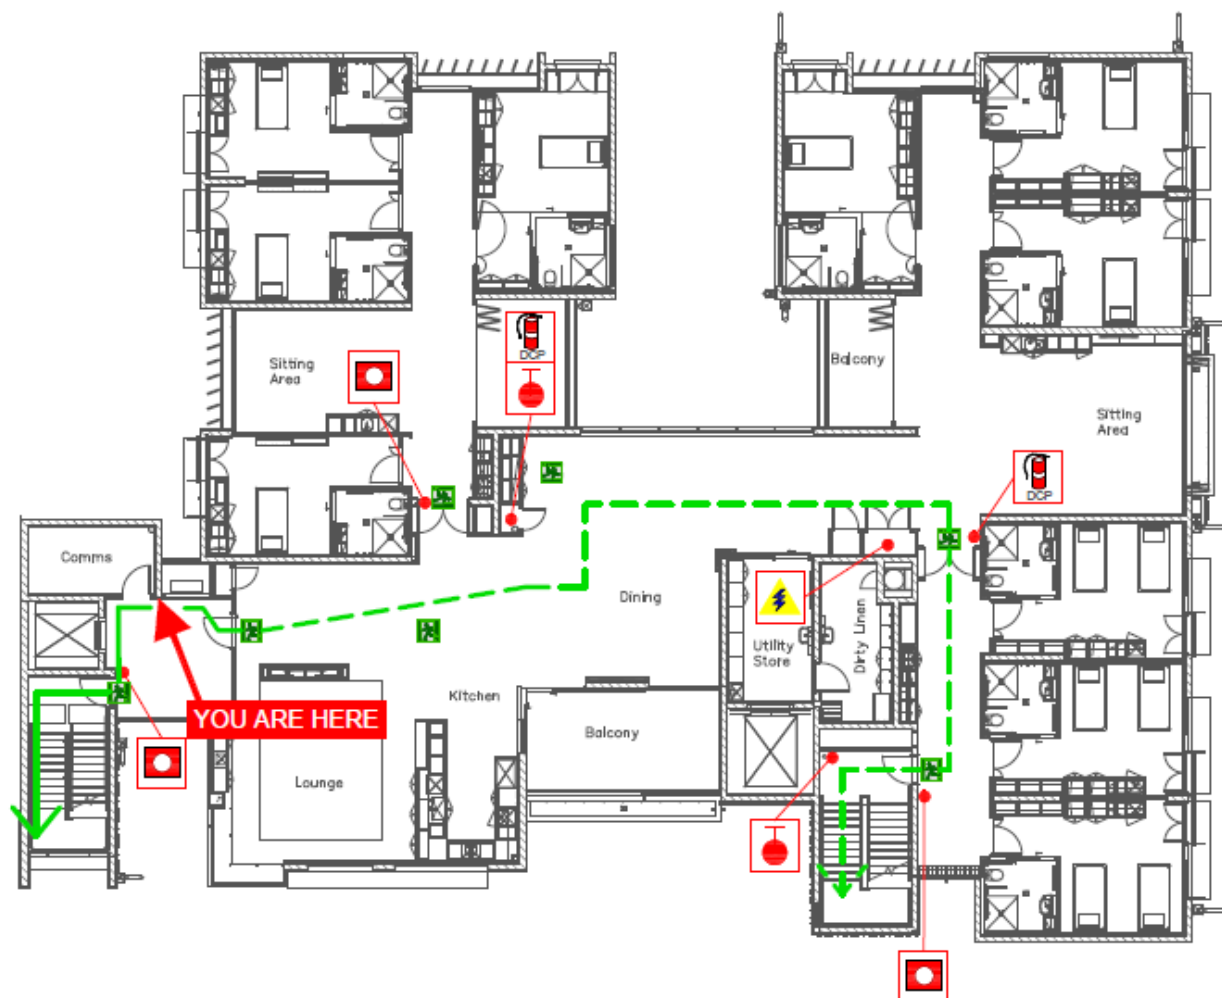 DCP
Sitting
Area
Balcony
Sitting
Area
DCP
Comms
Dining
Utility
Store
Dirty Linen
YOU ARE HERE
Kitchen
Balcony
Lounge